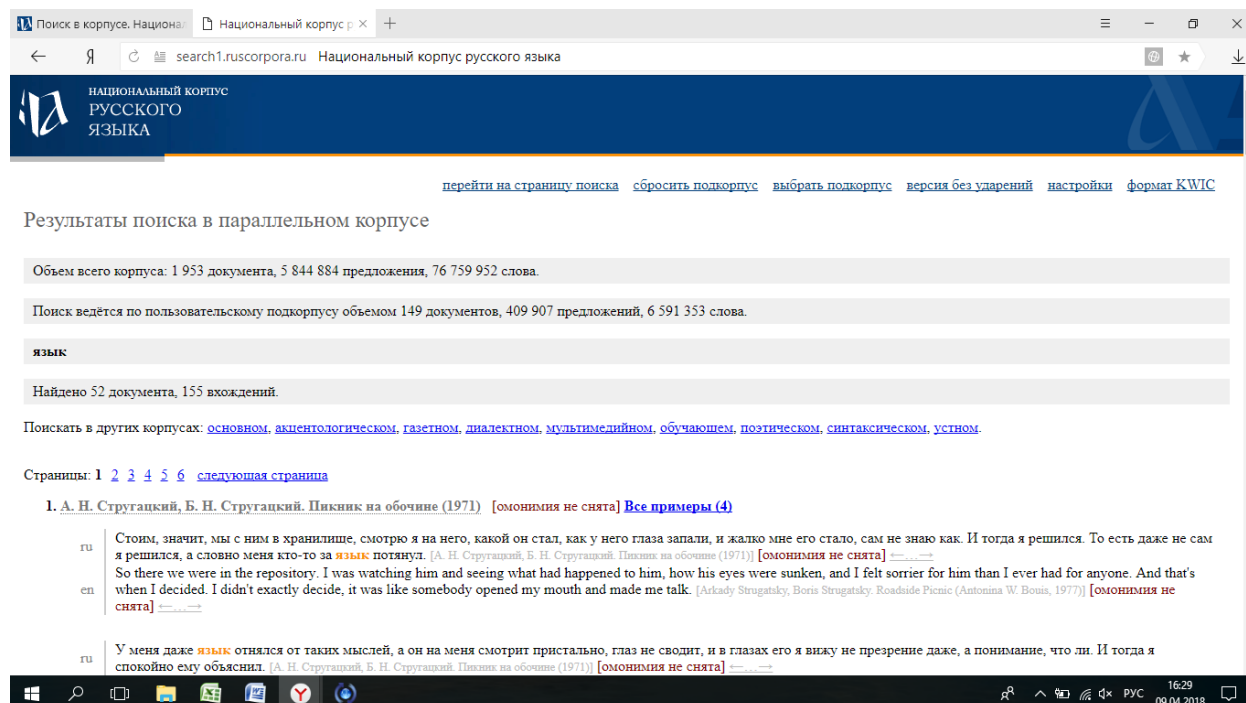 Поиск в корпусе. Национал
Национальный корпус р
search1.ruscorpora.ru Национальный корпус русского языка
НАЦИОНАЛЬНЫЙ КОРПУС
РУССКОГО
ЯЗЫКА
перейти на страницу поиска сбросить подкорпус выбрать подкорпус версия без ударений настройки формат KWIC
Результаты поиска в параллельном корпусе
Объем всего корпуса: 1 953 документа, 5 844 884 предложения, 76 759 952 слова.
Поиск ведётся по пользовательскому подкорпусу объемом 149 документов, 409 907 предложений, 6 591 353 слова.
язык
Найдено 52 документа, 155 вхождений.
Поискать в других корпусах: основном, акцентологическом, газетном, диалектном, мультимедийном, обучающем, поэтическом, синтаксическом, устном.
Страницы: 1 2 3 4 5 6 следующая страница
1. А. Н. Стругацкий, Б. Н. Стругацкий. Пикник на обочине (1971) [омонимия не снята] Все примеры (4)
ru Стоим, значит, мы с ним в хранилище, смотрю я на него, какой он стал, как у него глаза запали, и жалко мне его стало, сам не знаю как. И тогда я решился. То есть даже не сам
я решился, а словно меня кто-то за язык потянул. [А. Н. Стругацкий, Б. Н. Стругацкий. Пикник на обочине (1971)] [омонимия не снята] ←…→
So there we were in the repository. I was watching him and seeing what had happened to him, how his eyes were sunken, and I felt sorrier for him than I ever had for anyone. And that's
en when I decided. I didn't exactly decide, it was like somebody opened my mouth and made me talk. [Arkady Strugatsky, Boris Strugatsky. Roadside Picnic (Antonina W. Bouis, 1977)] [омонимия не
снята] ←…→
ru У меня даже язык отнялся от таких мыслей, а он на меня смотрит пристально, глаз не сводит, и в глазах его я вижу не презрение даже, а понимание, что ли. И тогда я
спокойно ему объяснил. [А. Н. Стругацкий, Б. Н. Стругацкий. Пикник на обочине (1971)] [омонимия не снята] ←…→
РУС 16:29
09.04.2018